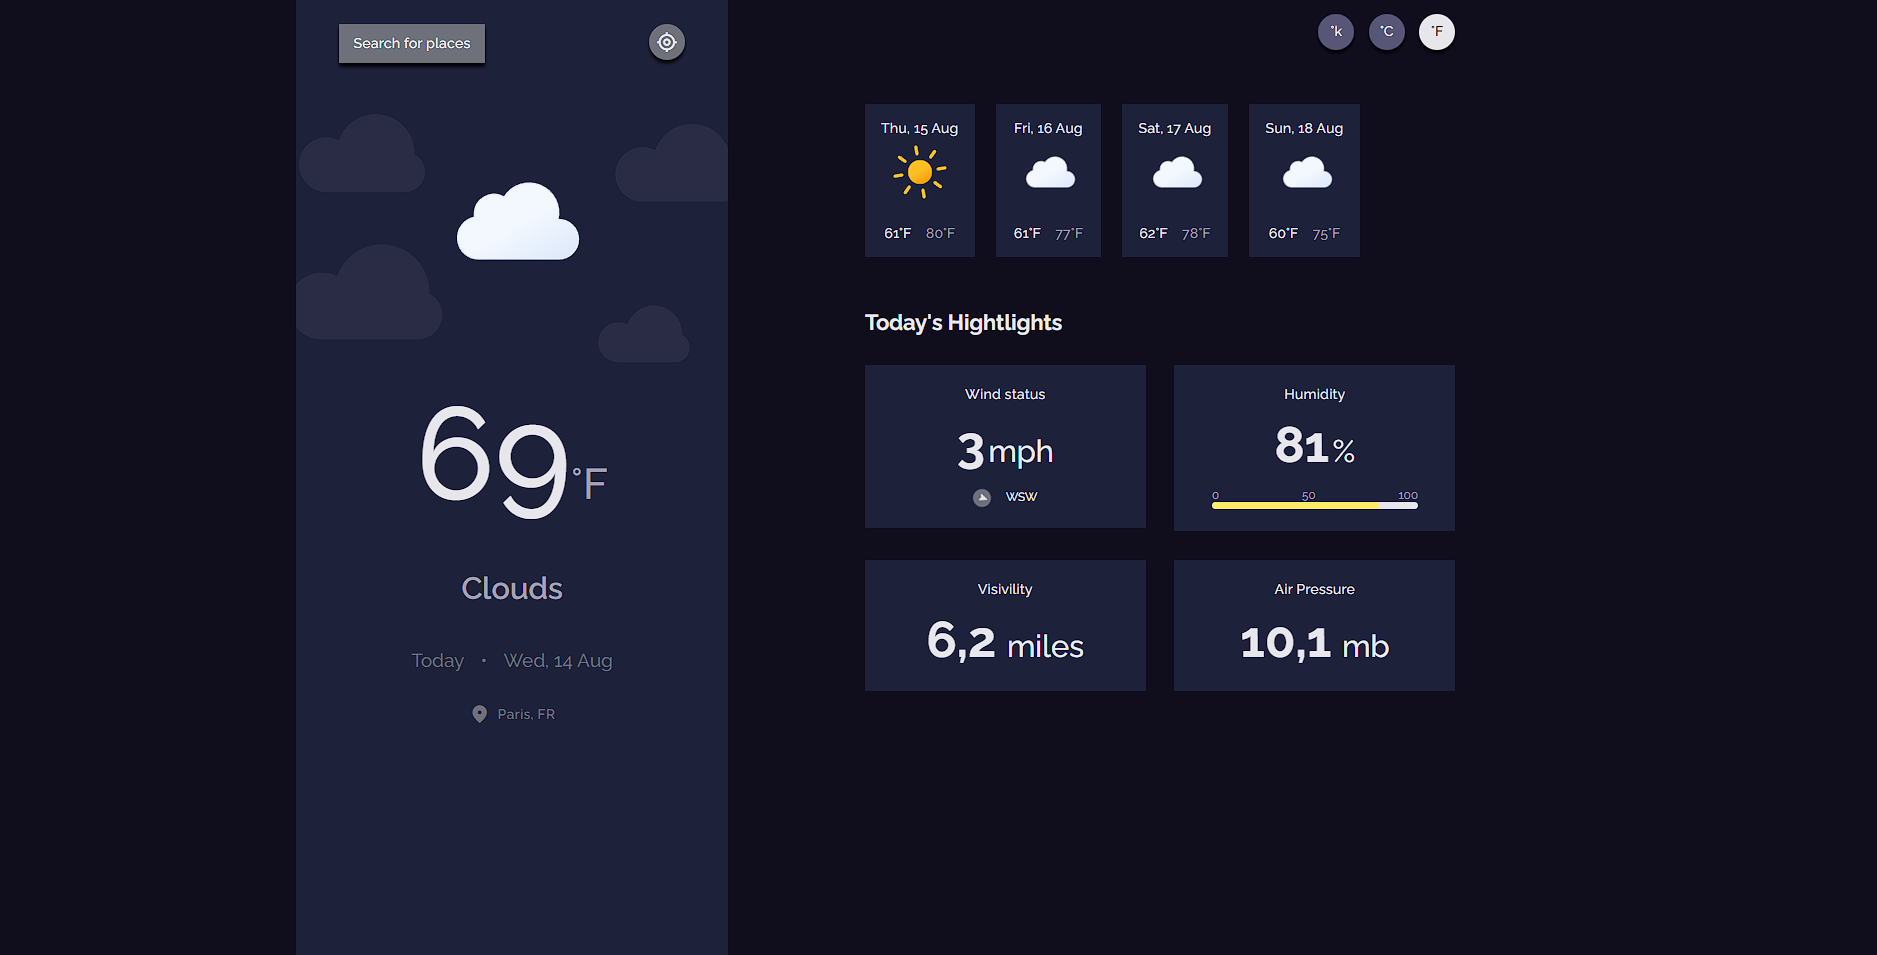 Search for places
69°F
Clouds
Today • Wed, 14 Aug
Paris, FR
°k °C °F
Thu, 15 Aug
61°F 80°F
Fri, 16 Aug
61°F 77°F
Sat, 17 Aug
62°F 78°F
Sun, 18 Aug
60°F 75°F
Today's Hightlights
Wind status
3mph
WSW
Humidity
81%
0 50 100
Visivility
6,2 miles
Air Pressure
10,1 mb